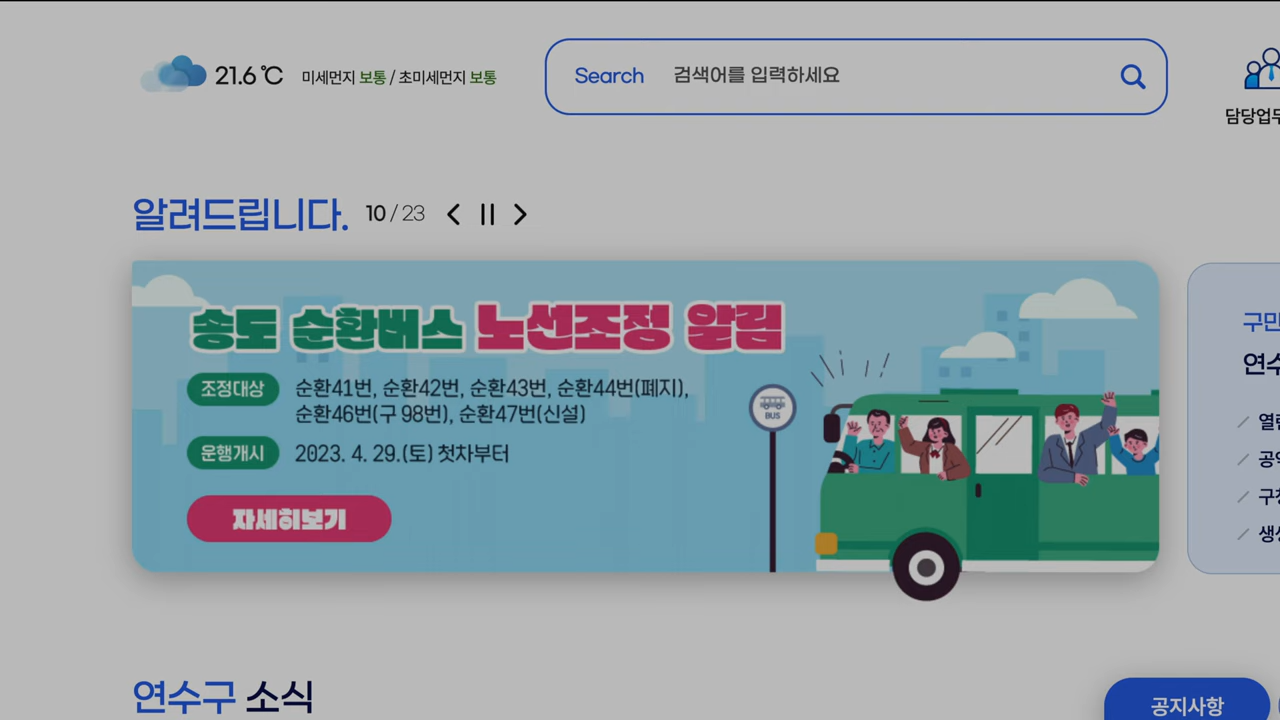 21.6 ℃ 미세먼지 보통 / 초미세먼지 보통
Search 검색어를 입력하세요
담당업무
알려드립니다. 10 / 23
송도 순환버스 노선조정 알림
조정대상 순환41번, 순환42번, 순환43번, 순환44번(폐지),
순환46번(구 98번), 순환47번(신설)
운행개시 2023. 4. 29.(토) 첫차부터
자세히보기
BUS
구민
연수
공약
구청
연수구 소식
공지사항